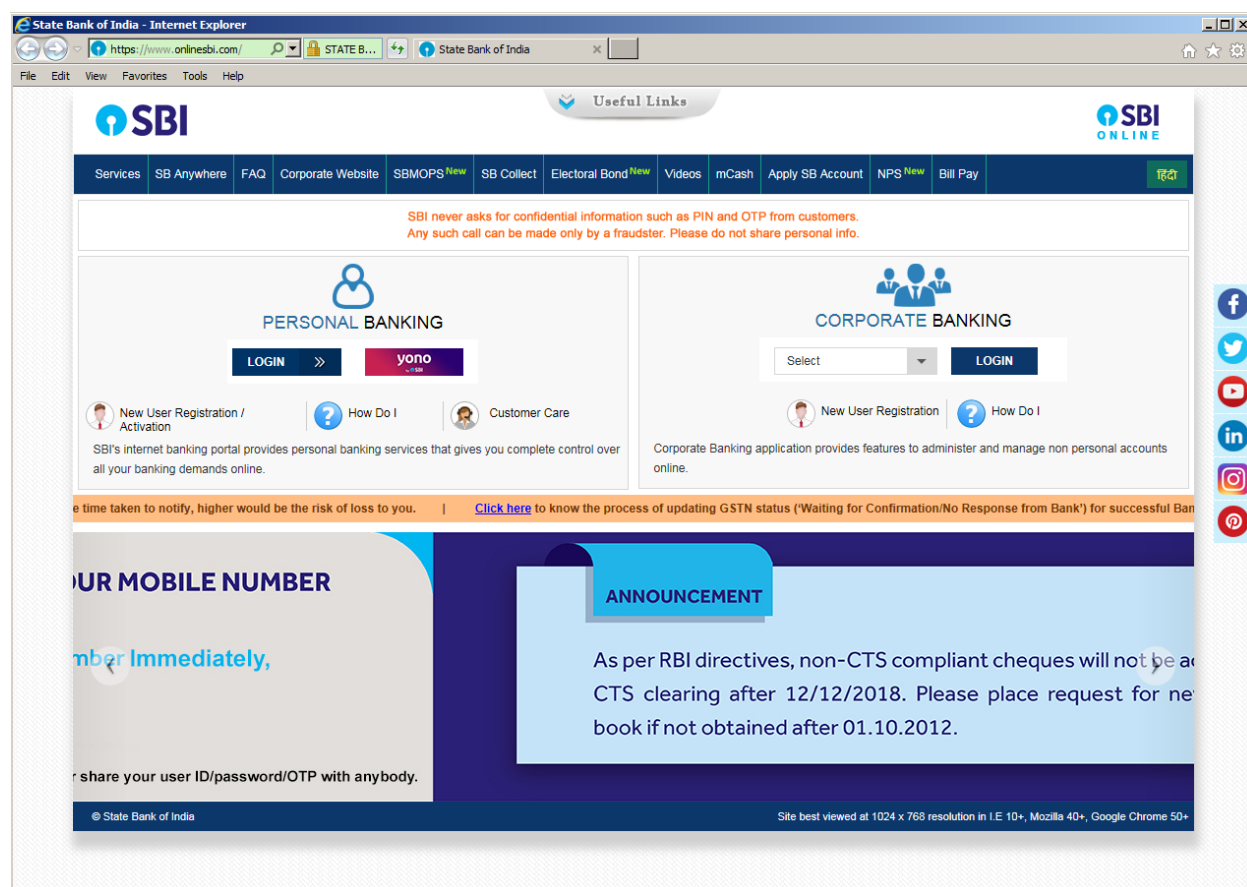 State Bank of India - Internet Explorer
https://www.onlinesbi.com/ STATE B... State Bank of India
File Edit View Favorites Tools Help
Useful Links
SBI
SBI
ONLINE
Services SB Anywhere FAQ Corporate Website SBMOPS New SB Collect Electoral Bond New Videos mCash Apply SB Account NPS New Bill Pay हिंदी
SBI never asks for confidential information such as PIN and OTP from customers.
Any such call can be made only by a fraudster. Please do not share personal info.
PERSONAL BANKING
LOGIN »
yono
by SBI
New User Registration /
Activation
How Do I
Customer Care
SBI's internet banking portal provides personal banking services that gives you complete control over
all your banking demands online.
CORPORATE BANKING
Select
LOGIN
New User Registration
How Do I
Corporate Banking application provides features to administer and manage non personal accounts
online.
e time taken to notify, higher would be the risk of loss to you. | Click here to know the process of updating GSTN status ('Waiting for Confirmation/No Response from Bank') for successful Ban
OUR MOBILE NUMBER
mber Immediately,
r share your user ID/password/OTP with anybody.
ANNOUNCEMENT
As per RBI directives, non-CTS compliant cheques will not be ac
CTS clearing after 12/12/2018. Please place request for ne
book if not obtained after 01.10.2012.
© State Bank of India
Site best viewed at 1024 x 768 resolution in I.E 10+, Mozilla 40+, Google Chrome 50+